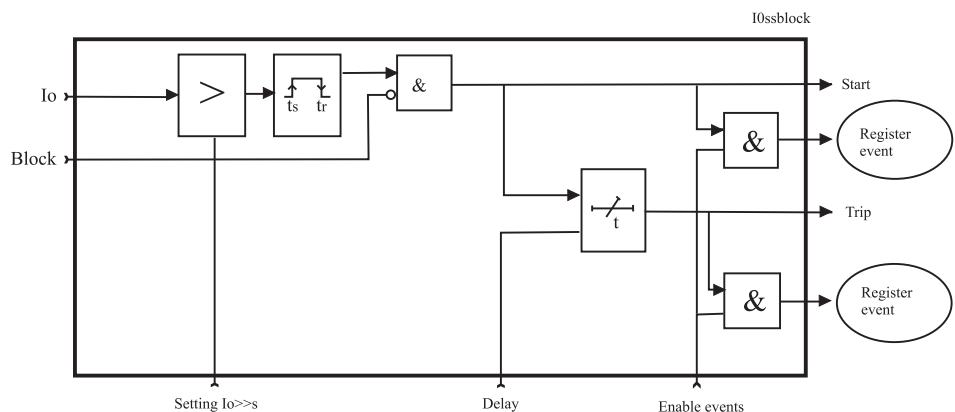 I0ssblock
Io
>
ts tr
&
Start
Block
&
Register
event
t
Trip
&
Register
event
Setting Io>>s
Delay
Enable events